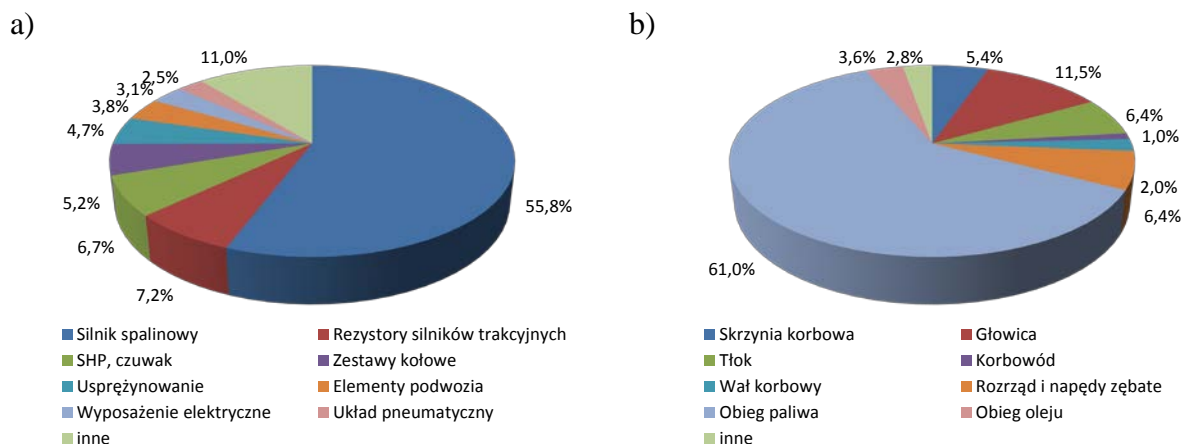 a)
11,0%
2,5%
3,1%
3,8%
4,7%
5,2%
6,7%
7,2%
55,8%
Silnik spalinowy
Rezystory silników trakcyjnych
SHP, czuwak
Zestawy kołowe
Usprężynowanie
Elementy podwozia
Wyposażenie elektryczne
Układ pneumatyczny
inne
b)
3,6%
2,8%
5,4%
11,5%
6,4%
1,0%
2,0%
6,4%
61,0%
Skrzynia korbowa
Głowica
Tłok
Korbowód
Wał korbowy
Rozrząd i napędy zębate
Obieg paliwa
Obieg oleju
inne